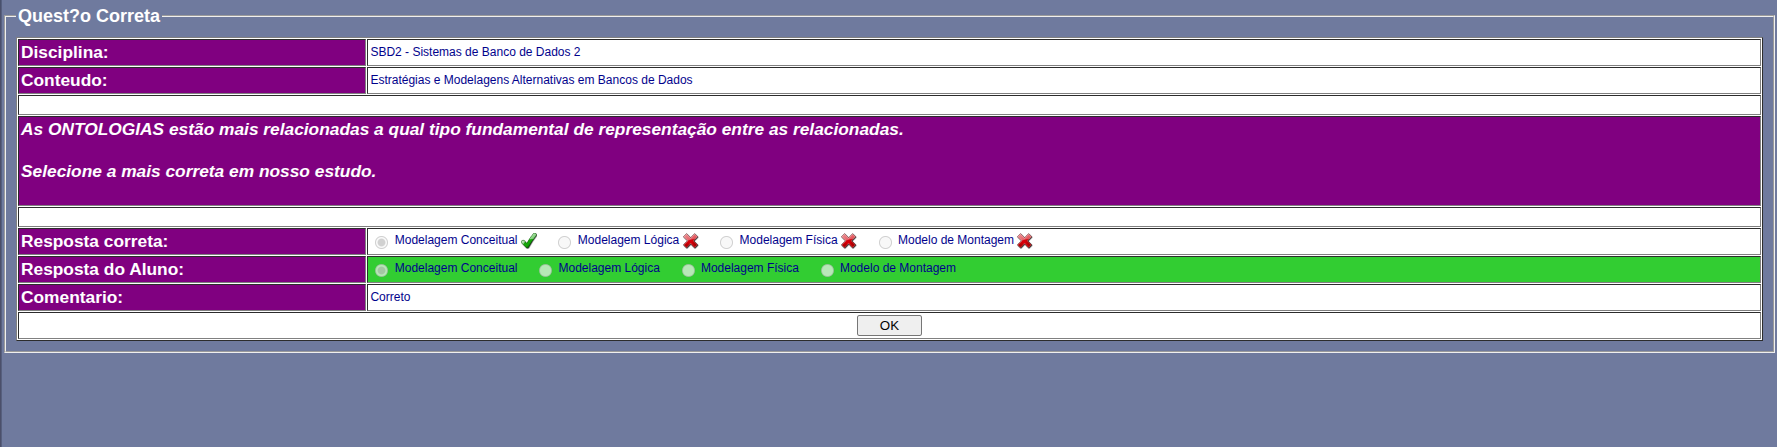 Quest?o Correta
Disciplina: SBD2 - Sistemas de Banco de Dados 2
Conteudo: Estratégias e Modelagens Alternativas em Bancos de Dados
As ONTOLOGIAS estão mais relacionadas a qual tipo fundamental de representação entre as relacionadas.
Selecione a mais correta em nosso estudo.
Resposta correta: Modelagem Conceitual Modelagem Lógica Modelagem Física Modelo de Montagem
Resposta do Aluno: Modelagem Conceitual Modelagem Lógica Modelagem Física Modelo de Montagem
Comentario: Correto
OK